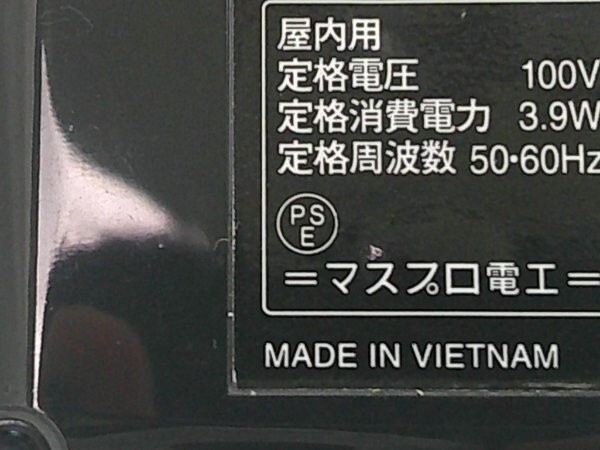 屋内用
定格電圧 100V
定格消費電力 3.9W
定格周波数 50･60Hz
PS
E
=マスプロ電工=
MADE IN VIETNAM